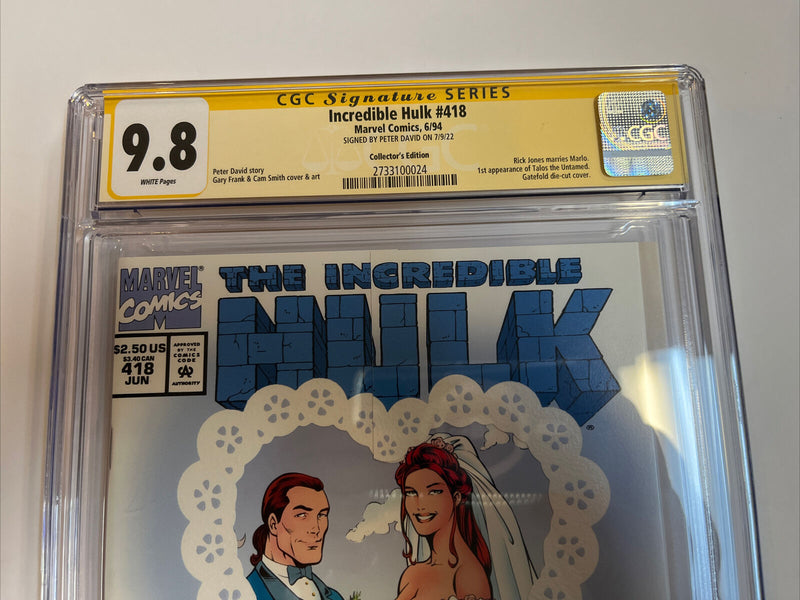 CGC Signature SERIES
Incredible Hulk #418
Marvel Comics, 6/94
SIGNED BY PETER DAVID ON 7/9/22
9.8
WHITE Pages
Peter David story
Gary Frank & Cam Smith cover & art
Collector's Edition
2733100024
Rick Jones marries Marlo.
1st appearance of Talos the Untamed.
Gatefold die-cut cover.
CGC
MARVEL®
COMICS
M
$2.50 US
$3.40 CAN
418
JUN
APPROVED
BY THE
COMICS
CODE
CA
AUTHORITY
THE INCREDIBLE
HULK
®